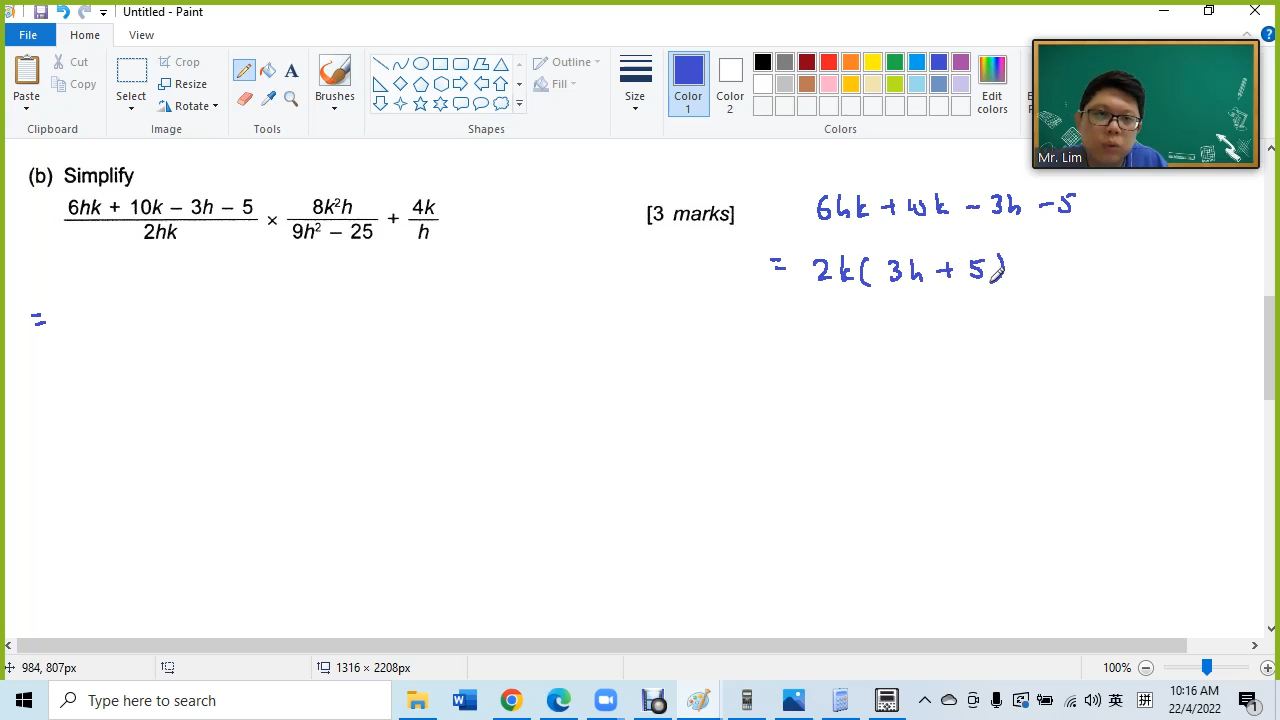 Untitled - Paint
File Home View
Paste Cut Copy
Clipboard
Select Crop Resize Rotate
Image
A
Tools
Brushes
Outline Fill
Shapes
Size
Color 1
Color 2
Edit colors
Colors
Mr. Lim
(b) Simplify
(6hk + 10k − 3h − 5)/(2hk) × (8k²h)/(9h² − 25) + (4k)/(h)
[3 marks]
6hk + 10k − 3h − 5
= 2k( 3h + 5)
=
984, 807px
1316 × 2208px
100%
Type here to search
英 拼
10:16 AM
22/4/2022
1